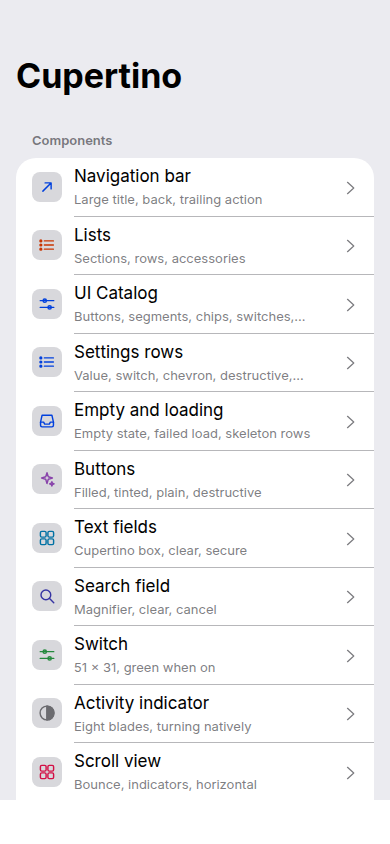 Cupertino
Components
Navigation bar
Large title, back, trailing action
Lists
Sections, rows, accessories
UI Catalog
Buttons, segments, chips, switches,...
Settings rows
Value, switch, chevron, destructive,...
Empty and loading
Empty state, failed load, skeleton rows
Buttons
Filled, tinted, plain, destructive
Text fields
Cupertino box, clear, secure
Search field
Magnifier, clear, cancel
Switch
51 × 31, green when on
Activity indicator
Eight blades, turning natively
Scroll view
Bounce, indicators, horizontal